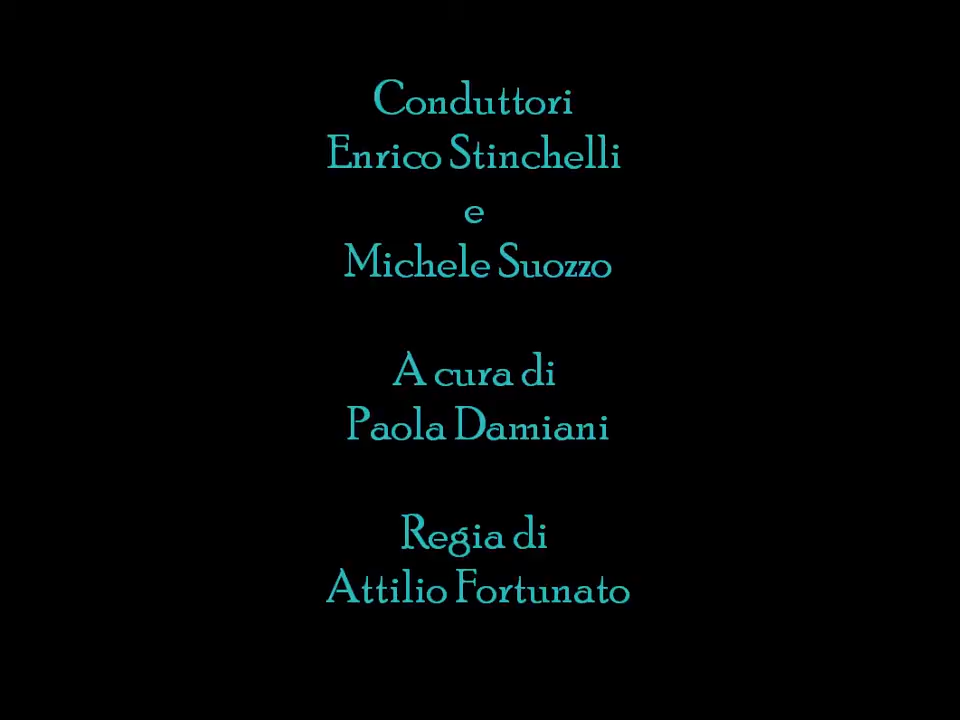 Conduttori
Enrico Stinchelli
e
Michele Suozzo
A cura di
Paola Damiani
Regia di
Attilio Fortunato